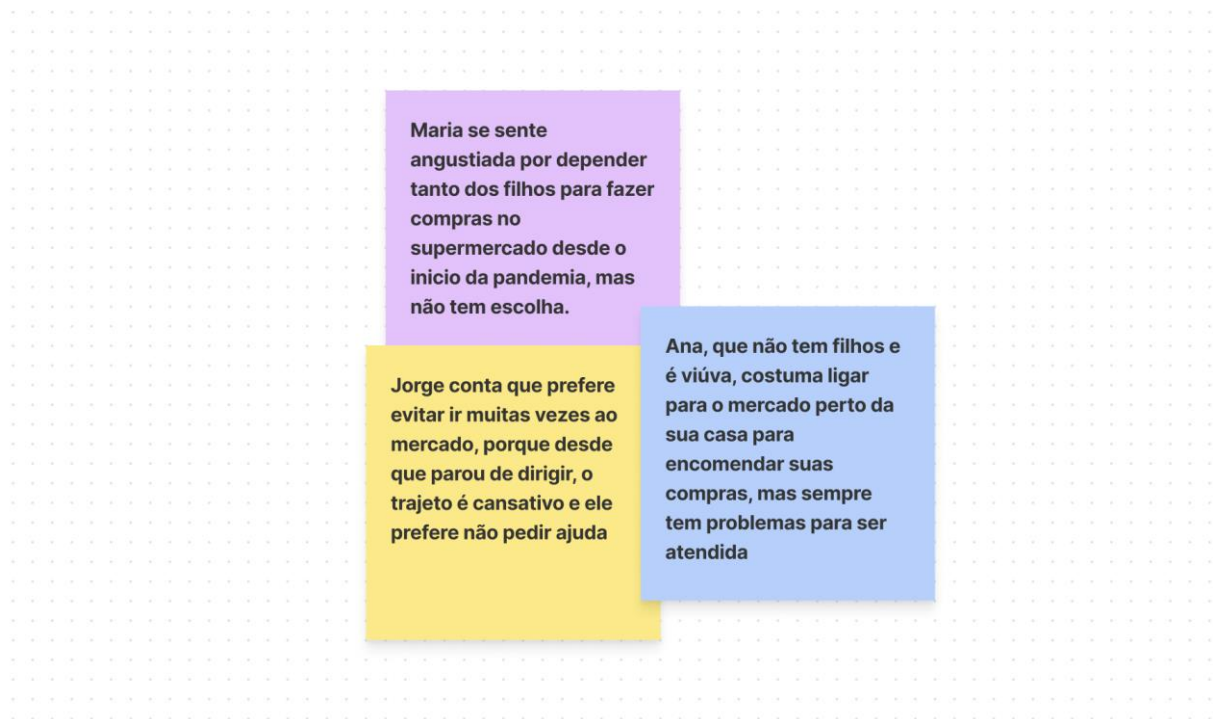 Maria se sente
angustiada por depender
tanto dos filhos para fazer
compras no
supermercado desde o
inicio da pandemia, mas
não tem escolha.
Jorge conta que prefere
evitar ir muitas vezes ao
mercado, porque desde
que parou de dirigir, o
trajeto é cansativo e ele
prefere não pedir ajuda
Ana, que não tem filhos e
é viúva, costuma ligar
para o mercado perto da
sua casa para
encomendar suas
compras, mas sempre
tem problemas para ser
atendida